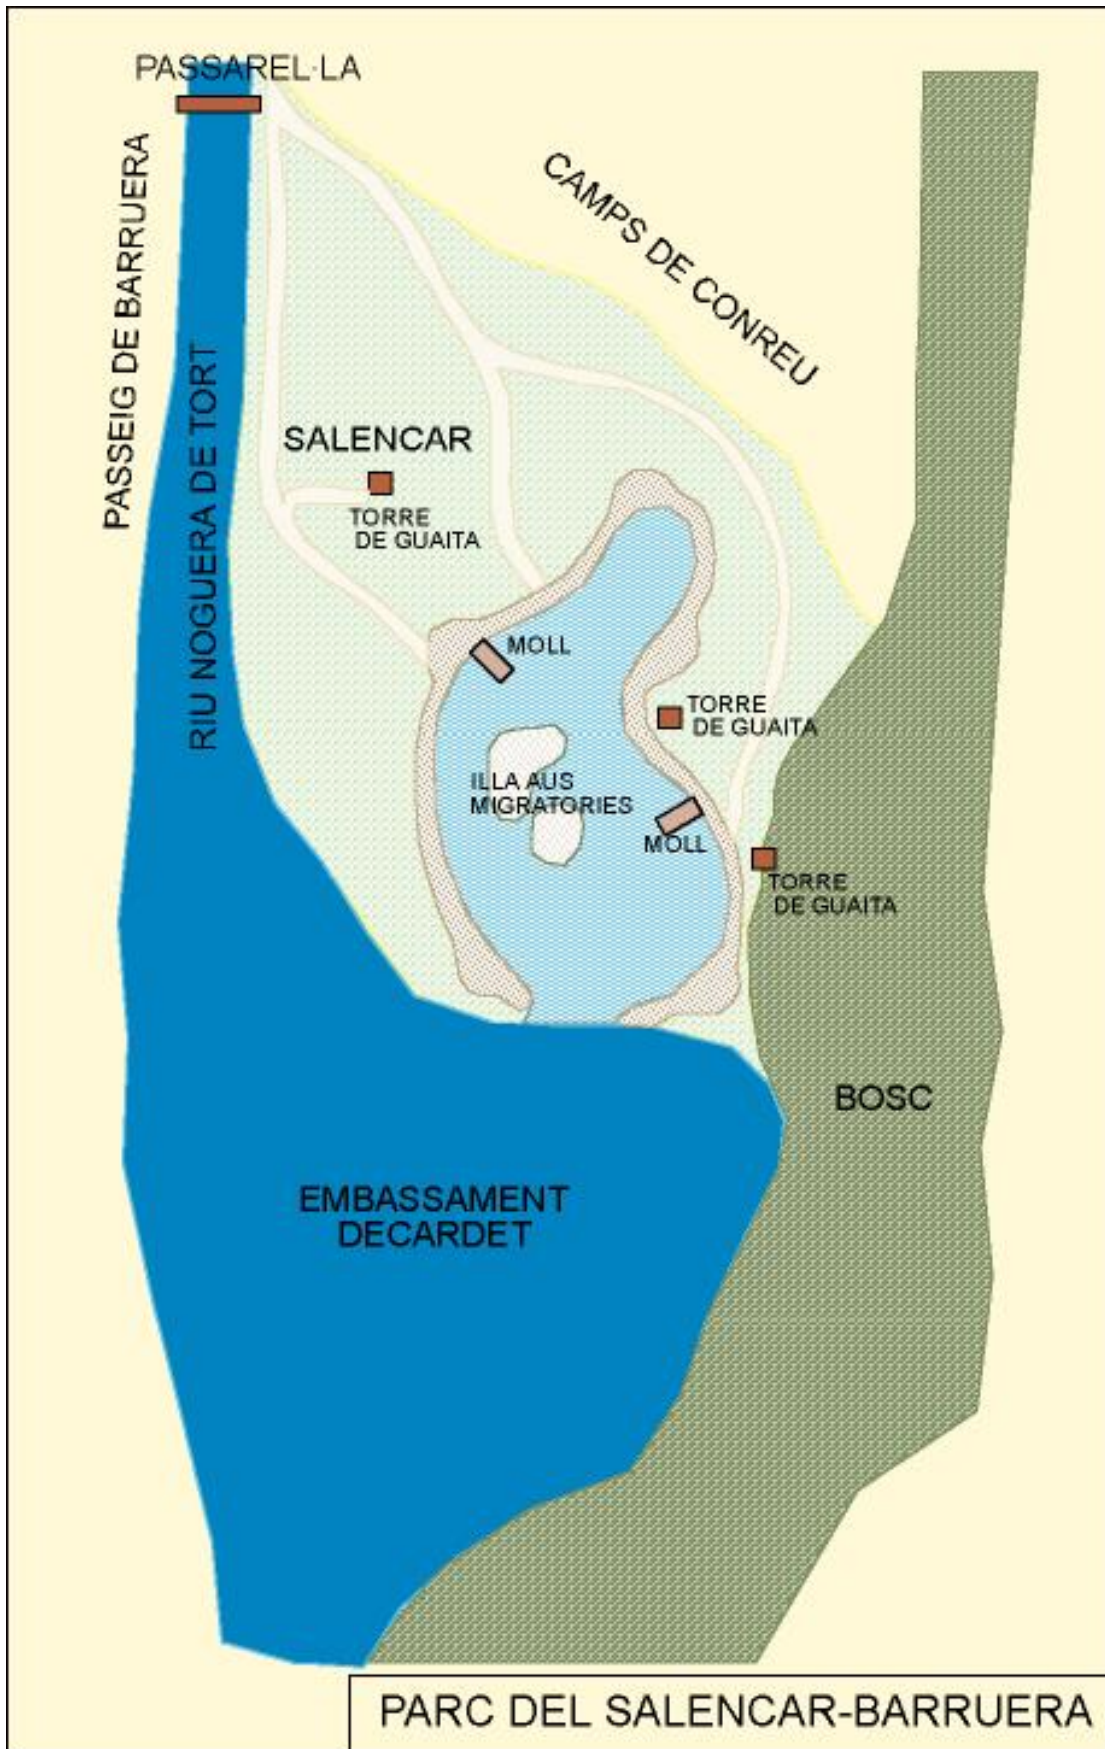 PASSAREL·LA
PASSEIG DE BARRUERA
RIU NOGUERA DE TORT
CAMPS DE CONREU
SALENCAR
TORRE
DE GUAITA
MOLL
TORRE
DE GUAITA
ILLA AUS
MIGRATORIES
MOLL
TORRE
DE GUAITA
BOSC
EMBASSAMENT
DECARDET
PARC DEL SALENCAR-BARRUERA